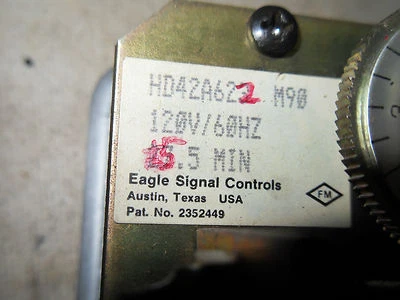 HD42A622 M90
120V/60HZ
5.5 MIN
Eagle Signal Controls
Austin, Texas USA
Pat. No. 2352449
FM